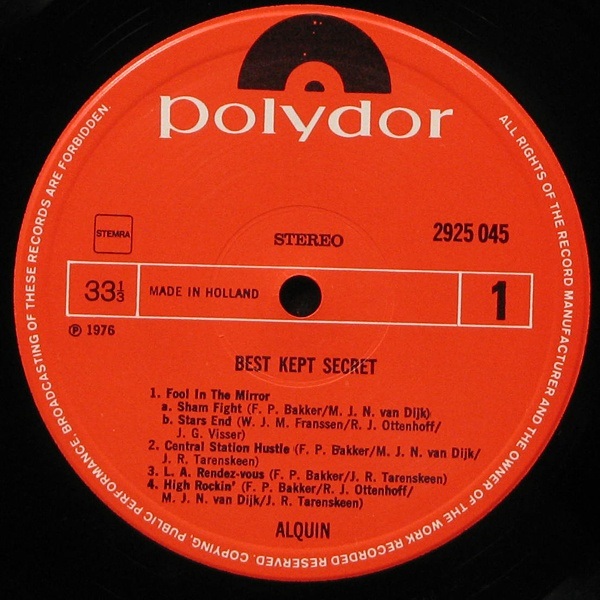 polydor
ALL RIGHTS OF THE RECORD MANUFACTURER AND THE OWNER OF THE WORK RECORDED RESERVED. COPYING, PUBLIC PERFORMANCE, BROADCASTING OF THESE RECORDS ARE FORBIDDEN.
STEMRA
STEREO
2925 045
33⅓
MADE IN HOLLAND
1
℗ 1976
BEST KEPT SECRET
1. Fool In The Mirror
a. Sham Fight (F. P. Bakker/M. J. N. van Dijk)
b. Stars End (W. J. M. Franssen/R. J. Ottenhoff/
J. G. Visser)
2. Central Station Hustle (F. P. Bakker/M. J. N. van Dijk/
J. R. Tarenskeen)
3. L. A. Rendez-vous (F. P. Bakker/J. R. Tarenskeen)
4. High Rockin' (F. P. Bakker/R. J. Ottenhoff/
M. J. N. van Dijk/J. R. Tarenskeen)
ALQUIN